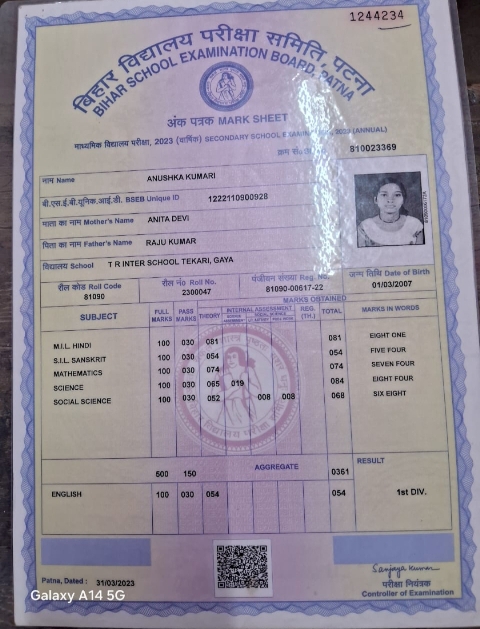 1244234
बिहार विद्यालय परीक्षा समिति, पटना
BIHAR SCHOOL EXAMINATION BOARD, PATNA
अंक पत्रक MARK SHEET
माध्यमिक विद्यालय परीक्षा, 2023 (वार्षिक) SECONDARY SCHOOL EXAMINATION, 2023 (ANNUAL)
क्रम सं० 810023369
नाम Name ANUSHKA KUMARI
बी.एस.ई.बी.यूनिक.आई.डी. BSEB Unique ID 1222110900928
माता का नाम Mother's Name ANITA DEVI
पिता का नाम Father's Name RAJU KUMAR
विद्यालय School T R INTER SCHOOL TEKARI, GAYA
रौल कोड Roll Code रौल नं० Roll No. पंजीयन संख्या Reg. No. जन्म तिथि Date of Birth
81090 2300047 81090-00617-22 01/03/2007
MARKS OBTAINED
SUBJECT FULL MARKS PASS MARKS THEORY INTERNAL ASSESSMENT REG. (TH.) TOTAL MARKS IN WORDS
M.I.L. HINDI 100 030 081 081 EIGHT ONE
S.I.L. SANSKRIT 100 030 054 054 FIVE FOUR
MATHEMATICS 100 030 074 074 SEVEN FOUR
SCIENCE 100 030 065 019 084 EIGHT FOUR
SOCIAL SCIENCE 100 030 052 008 008 068 SIX EIGHT
500 150 AGGREGATE 0361 RESULT
ENGLISH 100 030 054 054 1st DIV.
Patna, Dated : 31/03/2023
Sanjaya Kumar
परीक्षा नियंत्रक
Controller of Examination
Galaxy A14 5G